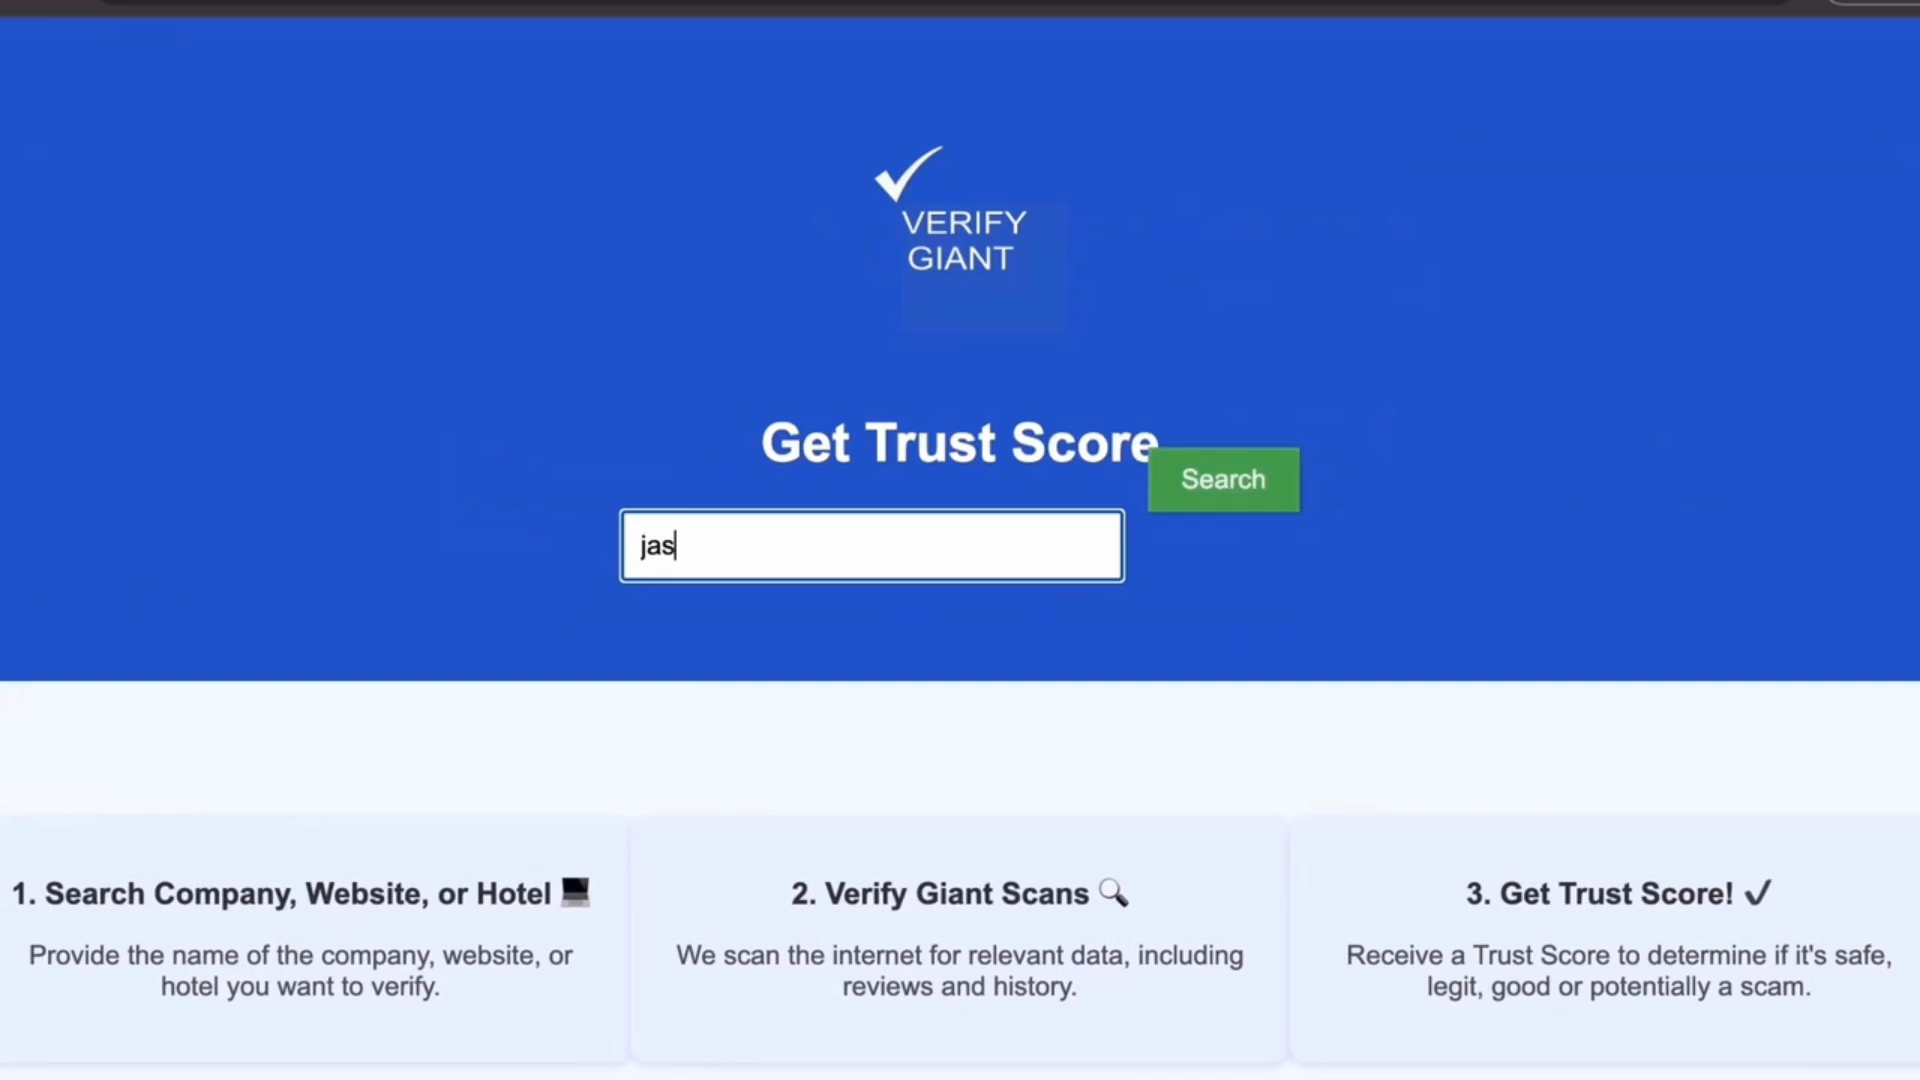 VERIFY
GIANT
Get Trust Score
Search
jas
1. Search Company, Website, or Hotel 💻
Provide the name of the company, website, or
hotel you want to verify.
2. Verify Giant Scans 🔍
We scan the internet for relevant data, including
reviews and history.
3. Get Trust Score! ✔
Receive a Trust Score to determine if it's safe,
legit, good or potentially a scam.